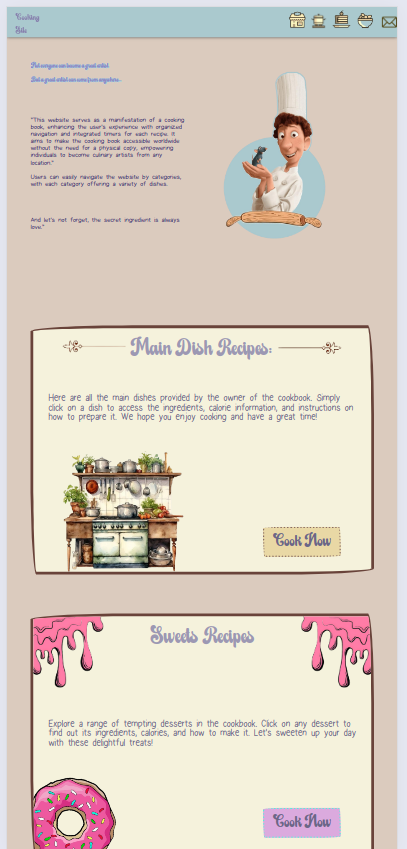 Cooking
Site
Not everyone can become a great artist
But a great artist can come from anywhere.
"This website serves as a manifestation of a cooking
book, enhancing the user's experience with organized
navigation and integrated timers for each recipe. It
aims to make the cooking book accessible worldwide
without the need for a physical copy, empowering
individuals to become culinary artists from any
location."
Users can easily navigate the website by categories,
with each category offering a variety of dishes.
And let's not forget, the secret ingredient is always
love."
Main Dish Recipes:
Here are all the main dishes provided by the owner of the cookbook. Simply
click on a dish to access the ingredients, calorie information, and instructions on
how to prepare it. We hope you enjoy cooking and have a great time!
Cook Now
Sweets Recipes
Explore a range of tempting desserts in the cookbook. Click on any dessert to
find out its ingredients, calories, and how to make it. Let's sweeten up your day
with these delightful treats!
Cook Now